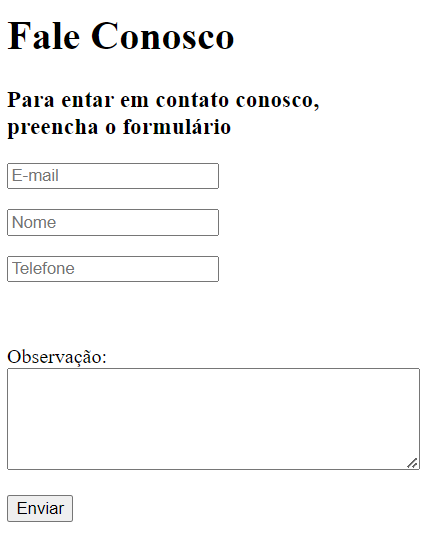 Fale Conosco
Para entar em contato conosco,
preencha o formulário
E-mail
Nome
Telefone
Observação:
Enviar